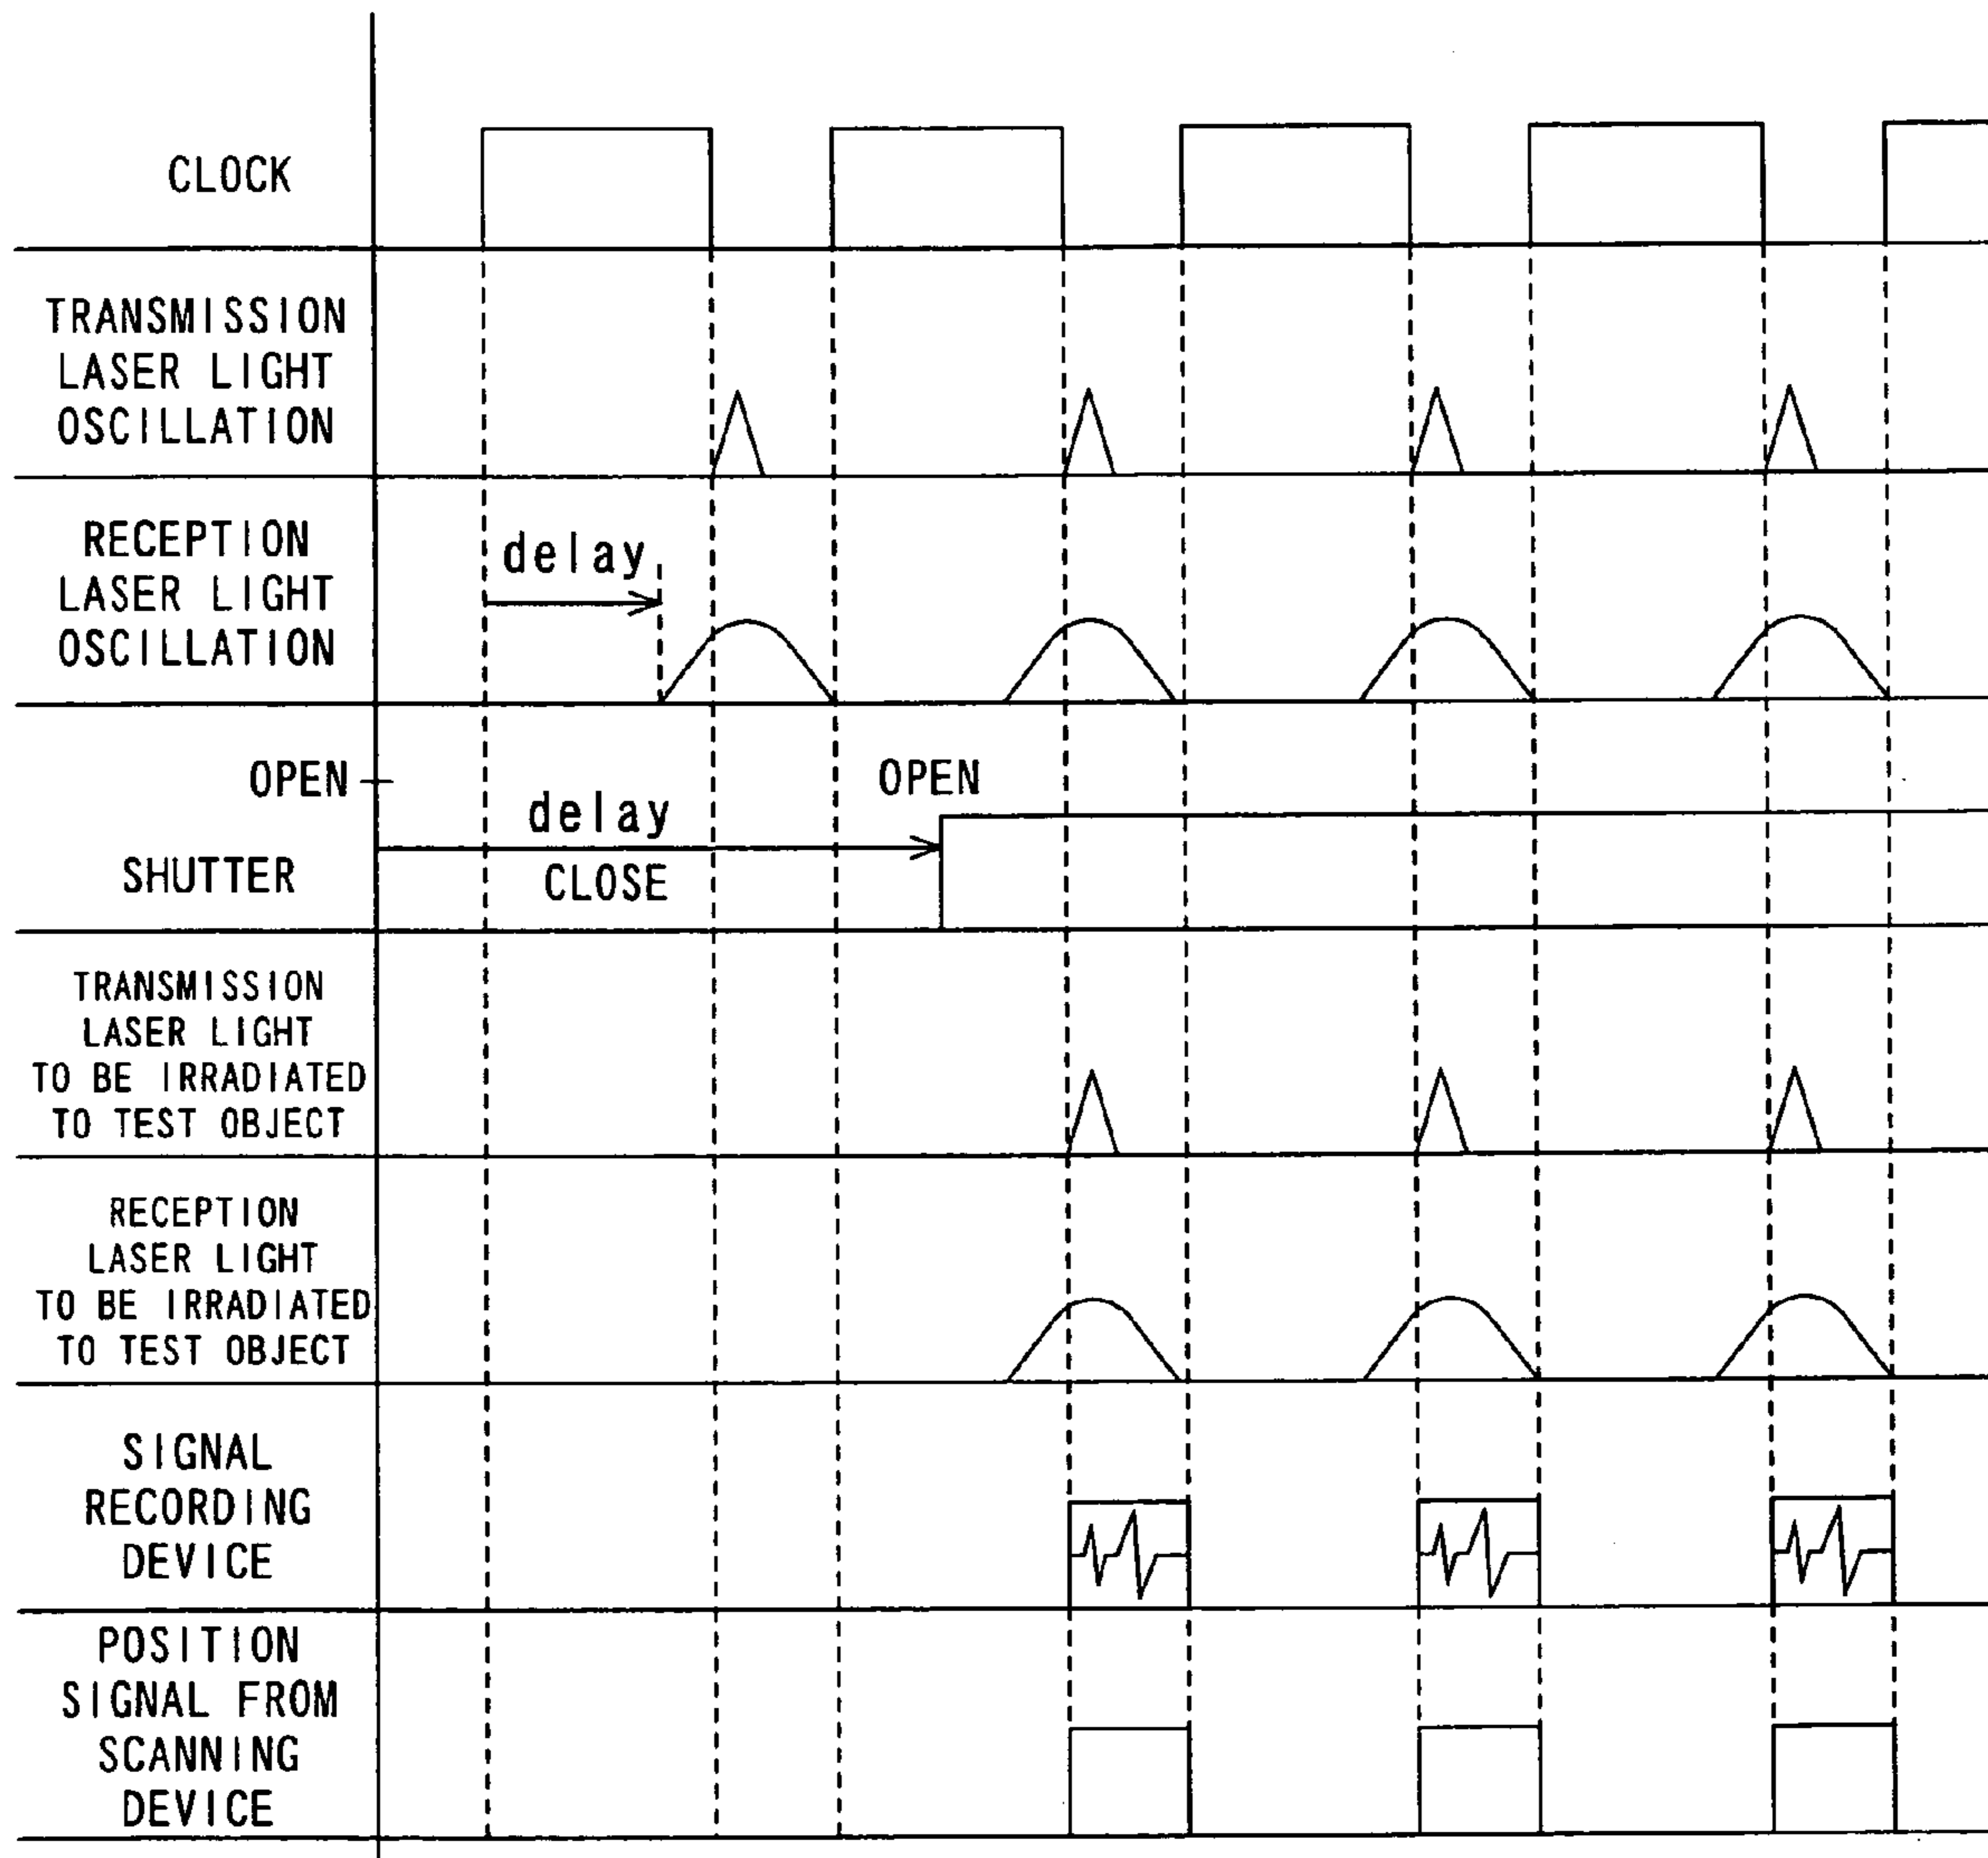 CLOCK
TRANSMISSION
LASER LIGHT
OSCILLATION
RECEPTION
LASER LIGHT
OSCILLATION
delay
OPEN
OPEN
delay
CLOSE
SHUTTER
TRANSMISSION
LASER LIGHT
TO BE IRRADIATED
TO TEST OBJECT
RECEPTION
LASER LIGHT
TO BE IRRADIATED
TO TEST OBJECT
SIGNAL
RECORDING
DEVICE
POSITION
SIGNAL FROM
SCANNING
DEVICE